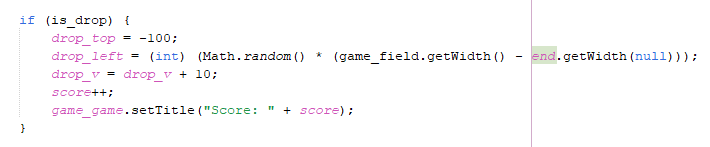 if (is_drop) {
    drop_top = -100;
    drop_left = (int) (Math.random() * (game_field.getWidth() - end.getWidth(null)));
    drop_v = drop_v + 10;
    score++;
    game_game.setTitle("Score: " + score);
}